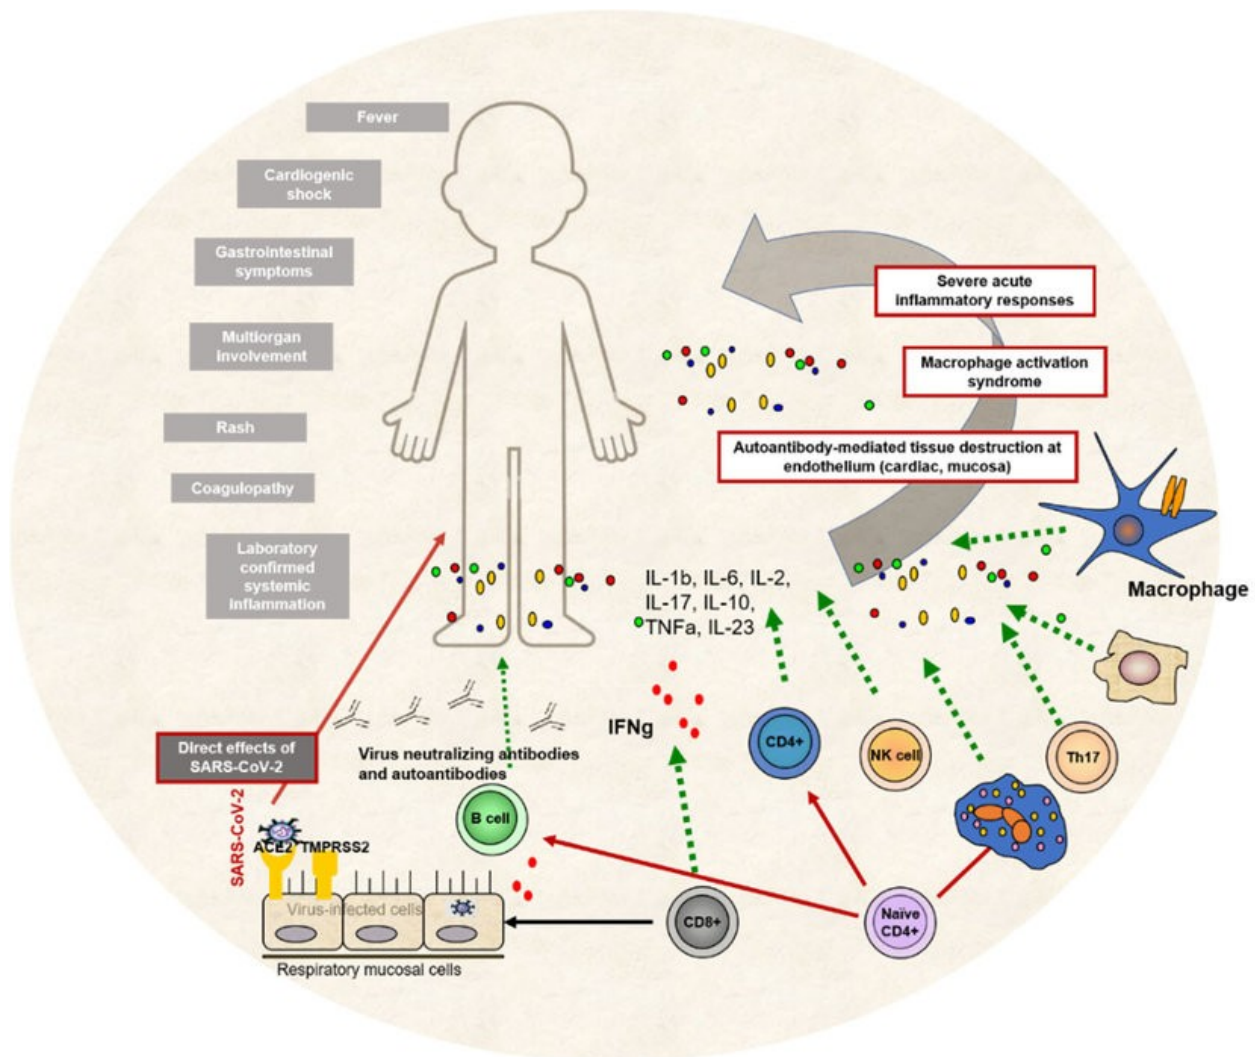 Fever
Cardiogenic
shock
Gastrointestinal
symptoms
Multiorgan
involvement
Rash
Coagulopathy
Laboratory
confirmed
systemic
inflammation
Severe acute
inflammatory responses
Macrophage activation
syndrome
Autoantibody-mediated tissue destruction at
endothelium (cardiac, mucosa)
Macrophage
IL-1b, IL-6, IL-2,
IL-17, IL-10,
TNFa, IL-23
IFNg
Direct effects of
SARS-CoV-2
Virus neutralizing antibodies
and autoantibodies
CD4+
NK cell
Th17
B cell
SARS-CoV-2
ACE2 TMPRSS2
Virus-infected cells
CD8+
Naïve
CD4+
Respiratory mucosal cells